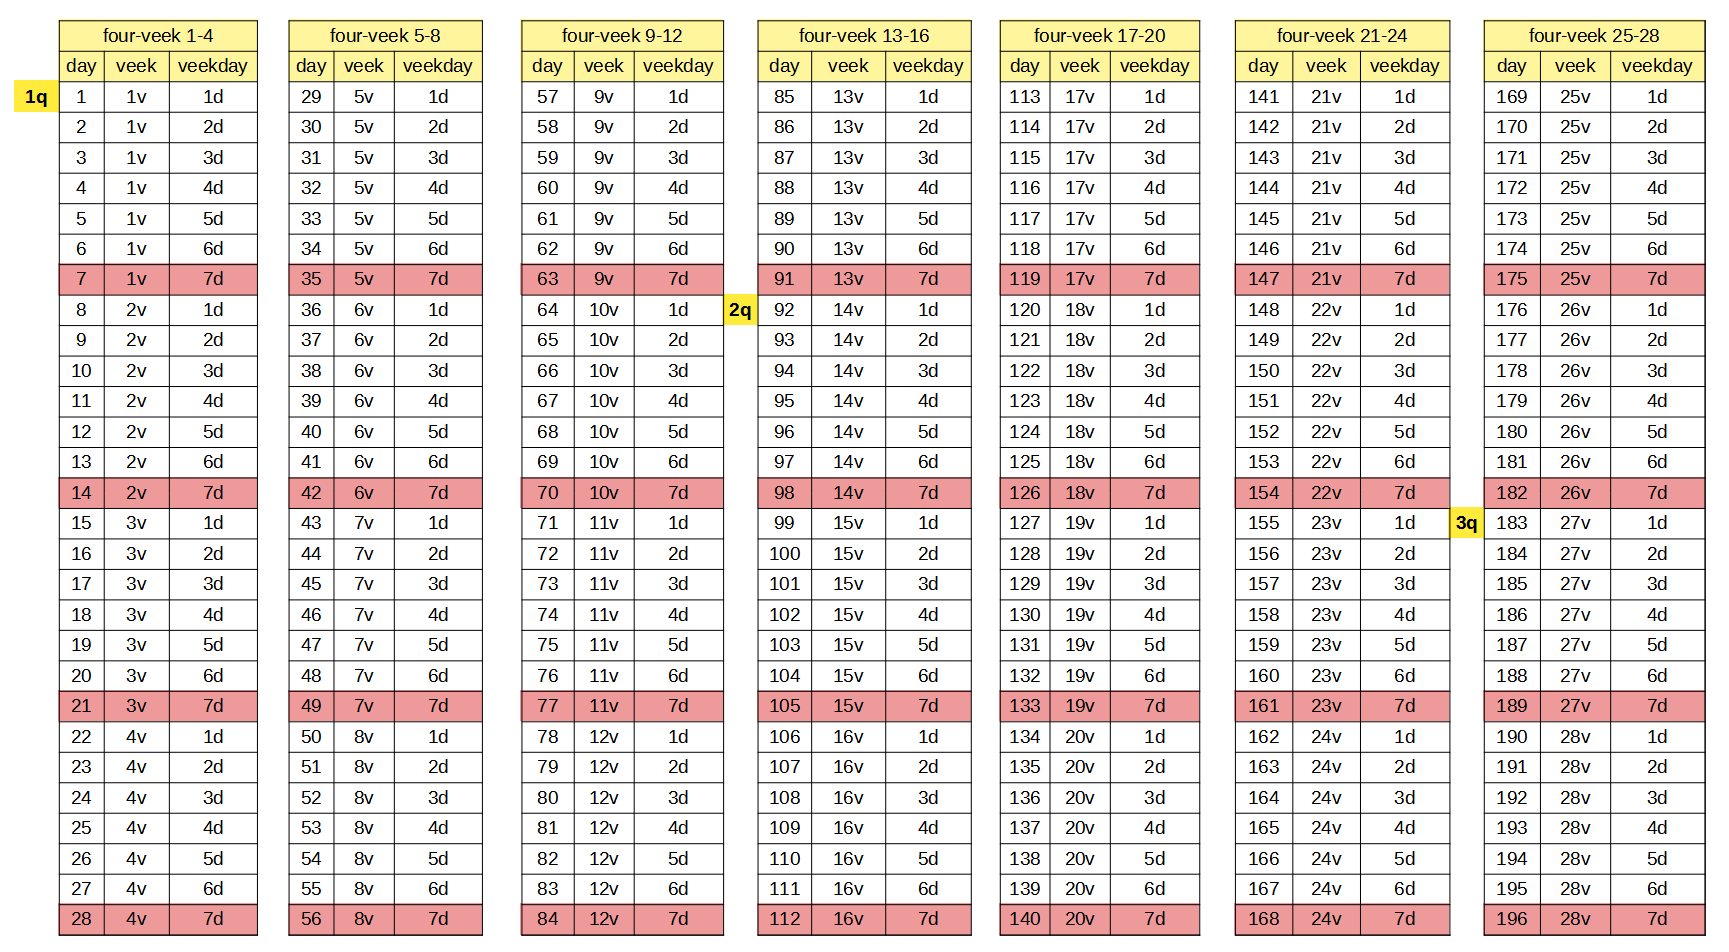 four-veek 1-4 four-veek 5-8 four-veek 9-12 four-veek 13-16 four-veek 17-20 four-veek 21-24 four-veek 25-28
day veek veekday day veek veekday day veek veekday day veek veekday day veek veekday day veek veekday day veek veekday
1q 1 1v 1d 29 5v 1d 57 9v 1d 85 13v 1d 113 17v 1d 141 21v 1d 169 25v 1d
2 1v 2d 30 5v 2d 58 9v 2d 86 13v 2d 114 17v 2d 142 21v 2d 170 25v 2d
3 1v 3d 31 5v 3d 59 9v 3d 87 13v 3d 115 17v 3d 143 21v 3d 171 25v 3d
4 1v 4d 32 5v 4d 60 9v 4d 88 13v 4d 116 17v 4d 144 21v 4d 172 25v 4d
5 1v 5d 33 5v 5d 61 9v 5d 89 13v 5d 117 17v 5d 145 21v 5d 173 25v 5d
6 1v 6d 34 5v 6d 62 9v 6d 90 13v 6d 118 17v 6d 146 21v 6d 174 25v 6d
7 1v 7d 35 5v 7d 63 9v 7d 91 13v 7d 119 17v 7d 147 21v 7d 175 25v 7d
8 2v 1d 36 6v 1d 64 10v 1d 2q 92 14v 1d 120 18v 1d 148 22v 1d 176 26v 1d
9 2v 2d 37 6v 2d 65 10v 2d 93 14v 2d 121 18v 2d 149 22v 2d 177 26v 2d
10 2v 3d 38 6v 3d 66 10v 3d 94 14v 3d 122 18v 3d 150 22v 3d 178 26v 3d
11 2v 4d 39 6v 4d 67 10v 4d 95 14v 4d 123 18v 4d 151 22v 4d 179 26v 4d
12 2v 5d 40 6v 5d 68 10v 5d 96 14v 5d 124 18v 5d 152 22v 5d 180 26v 5d
13 2v 6d 41 6v 6d 69 10v 6d 97 14v 6d 125 18v 6d 153 22v 6d 181 26v 6d
14 2v 7d 42 6v 7d 70 10v 7d 98 14v 7d 126 18v 7d 154 22v 7d 182 26v 7d
15 3v 1d 43 7v 1d 71 11v 1d 99 15v 1d 127 19v 1d 155 23v 1d 3q 183 27v 1d
16 3v 2d 44 7v 2d 72 11v 2d 100 15v 2d 128 19v 2d 156 23v 2d 184 27v 2d
17 3v 3d 45 7v 3d 73 11v 3d 101 15v 3d 129 19v 3d 157 23v 3d 185 27v 3d
18 3v 4d 46 7v 4d 74 11v 4d 102 15v 4d 130 19v 4d 158 23v 4d 186 27v 4d
19 3v 5d 47 7v 5d 75 11v 5d 103 15v 5d 131 19v 5d 159 23v 5d 187 27v 5d
20 3v 6d 48 7v 6d 76 11v 6d 104 15v 6d 132 19v 6d 160 23v 6d 188 27v 6d
21 3v 7d 49 7v 7d 77 11v 7d 105 15v 7d 133 19v 7d 161 23v 7d 189 27v 7d
22 4v 1d 50 8v 1d 78 12v 1d 106 16v 1d 134 20v 1d 162 24v 1d 190 28v 1d
23 4v 2d 51 8v 2d 79 12v 2d 107 16v 2d 135 20v 2d 163 24v 2d 191 28v 2d
24 4v 3d 52 8v 3d 80 12v 3d 108 16v 3d 136 20v 3d 164 24v 3d 192 28v 3d
25 4v 4d 53 8v 4d 81 12v 4d 109 16v 4d 137 20v 4d 165 24v 4d 193 28v 4d
26 4v 5d 54 8v 5d 82 12v 5d 110 16v 5d 138 20v 5d 166 24v 5d 194 28v 5d
27 4v 6d 55 8v 6d 83 12v 6d 111 16v 6d 139 20v 6d 167 24v 6d 195 28v 6d
28 4v 7d 56 8v 7d 84 12v 7d 112 16v 7d 140 20v 7d 168 24v 7d 196 28v 7d